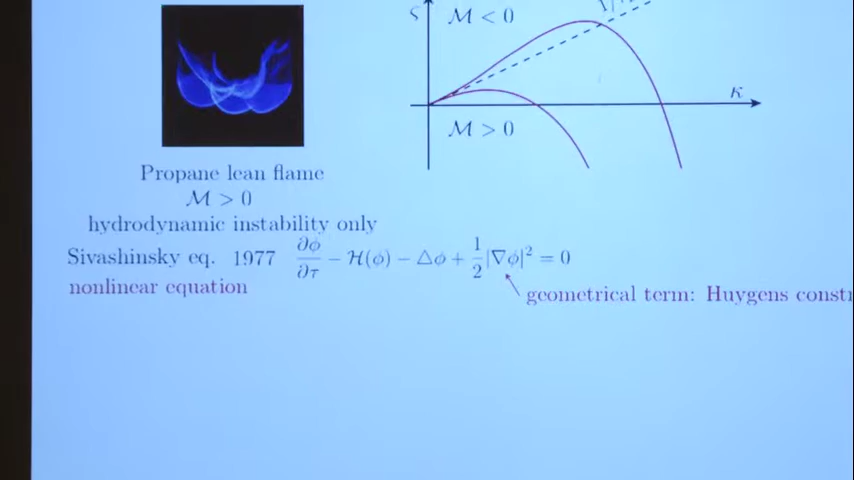 ς
M < 0
κ
M > 0
Propane lean flame
M > 0
hydrodynamic instability only
Sivashinsky eq. 1977 ∂φ/∂τ − H(φ) − △φ + 1/2|∇φ|² = 0
nonlinear equation
geometrical term: Huygens